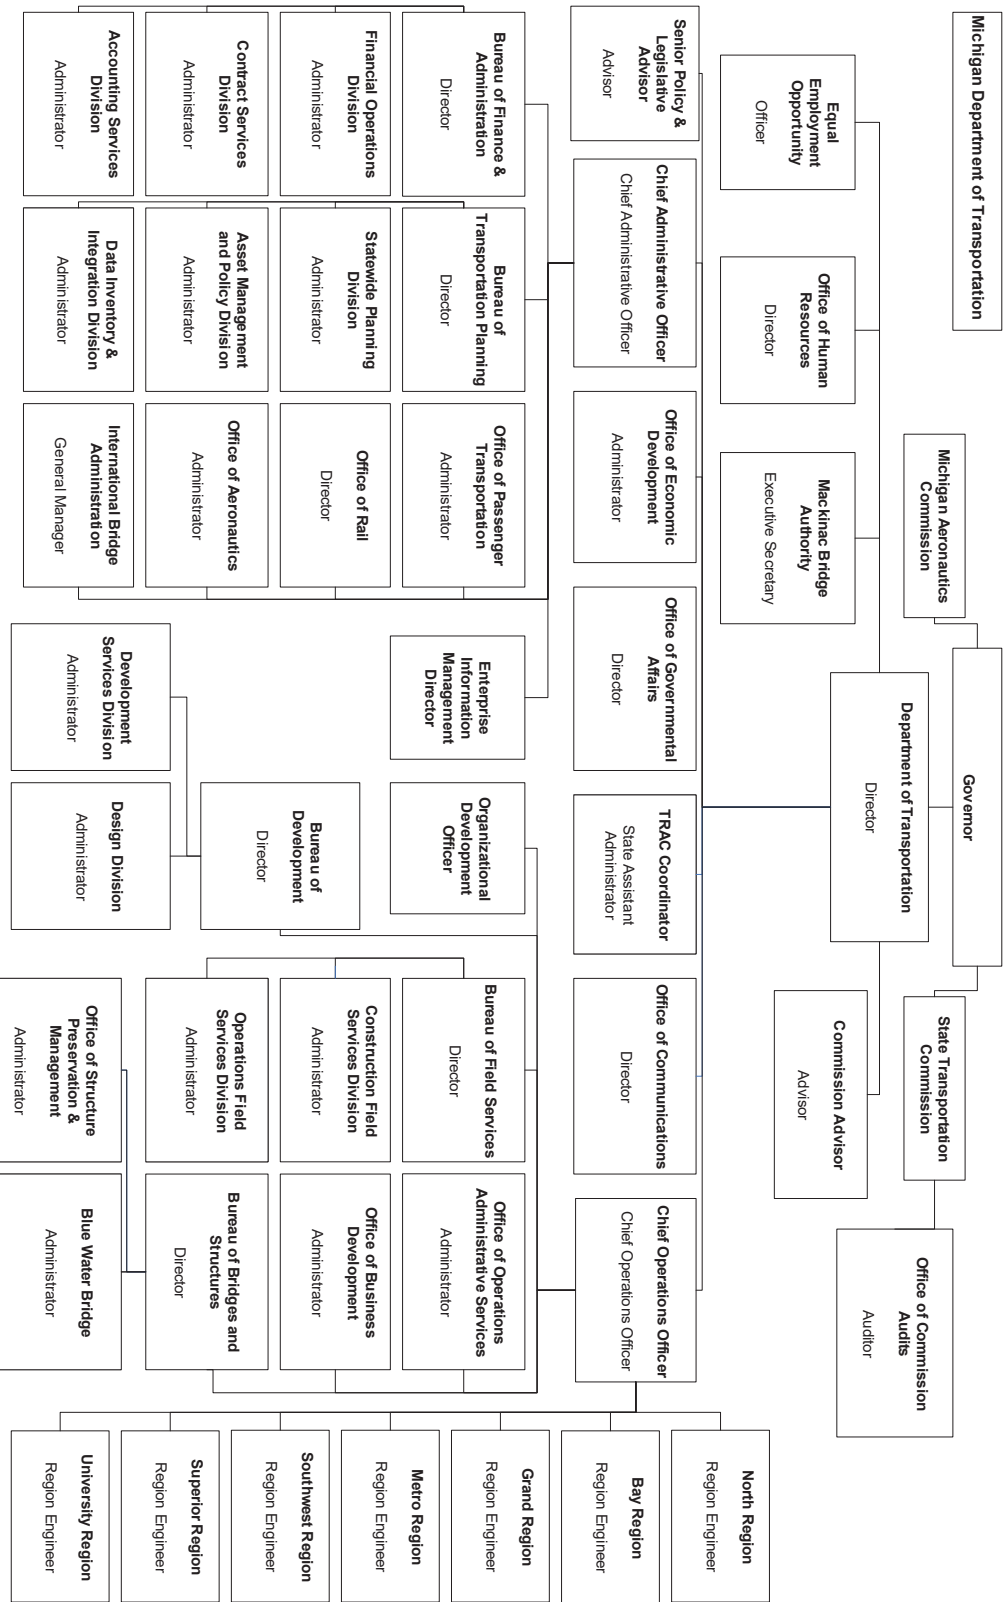 Michigan Department of Transportation
Governor
Michigan Aeronautics
Commission
State Transportation
Commission
Office of Commission
Audits
Auditor
Department of Transportation
Director
Commission Advisor
Advisor
Equal
Employment
Opportunity
Officer
Office of Human
Resources
Director
Mackinac Bridge
Authority
Executive Secretary
Senior Policy &
Legislative
Advisor
Advisor
Chief Administrative Officer
Chief Administrative Officer
Office of Economic
Development
Administrator
Office of Governmental
Affairs
Director
TRAC Coordinator
State Assistant
Administrator
Office of Communications
Director
Chief Operations Officer
Chief Operations Officer
North Region
Region Engineer
Bay Region
Region Engineer
Grand Region
Region Engineer
Metro Region
Region Engineer
Southwest Region
Region Engineer
Superior Region
Region Engineer
University Region
Region Engineer
Bureau of Finance &
Administration
Director
Bureau of
Transportation Planning
Director
Office of Passenger
Transportation
Administrator
Enterprise
Information
Management
Director
Organizational
Development
Officer
Bureau of Field Services
Director
Office of Operations
Administrative Services
Administrator
Financial Operations
Division
Administrator
Statewide Planning
Division
Administrator
Office of Rail
Director
Bureau of
Development
Director
Construction Field
Services Division
Administrator
Office of Business
Development
Administrator
Contract Services
Division
Administrator
Asset Management
and Policy Division
Administrator
Office of Aeronautics
Administrator
Operations Field
Services Division
Administrator
Bureau of Bridges and
Structures
Director
Accounting Services
Division
Administrator
Data Inventory &
Integration Division
Administrator
International Bridge
Administration
General Manager
Development
Services Division
Administrator
Design Division
Administrator
Office of Structure
Preservation &
Management
Administrator
Blue Water Bridge
Administrator